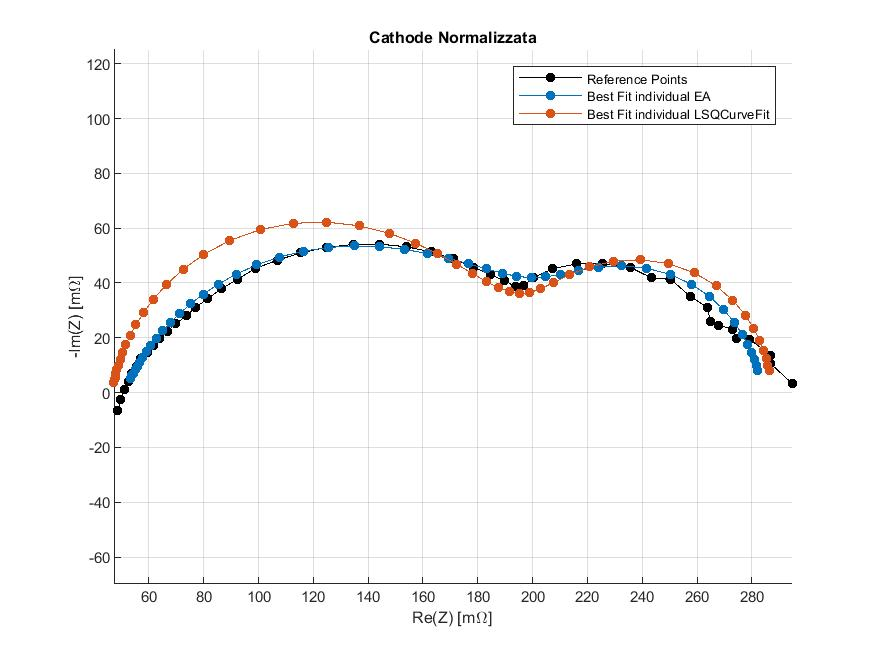 Cathode Normalizzata
Reference Points
Best Fit individual EA
Best Fit individual LSQCurveFit
120
100
80
60
40
20
0
-20
-40
-60
-Im(Z) [mΩ]
60 80 100 120 140 160 180 200 220 240 260 280
Re(Z) [mΩ]